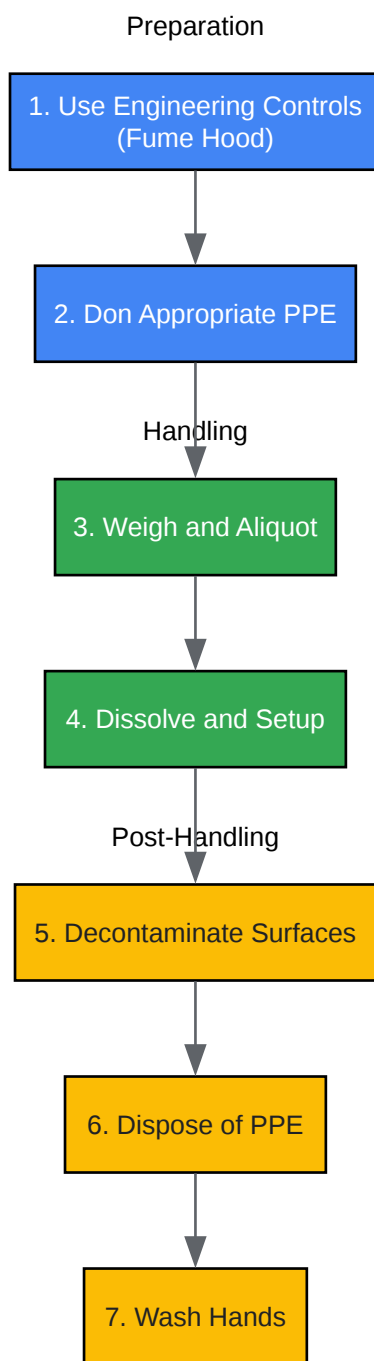 Preparation
1. Use Engineering Controls
(Fume Hood)
2. Don Appropriate PPE
Handling
3. Weigh and Aliquot
4. Dissolve and Setup
Post-Handling
5. Decontaminate Surfaces
6. Dispose of PPE
7. Wash Hands